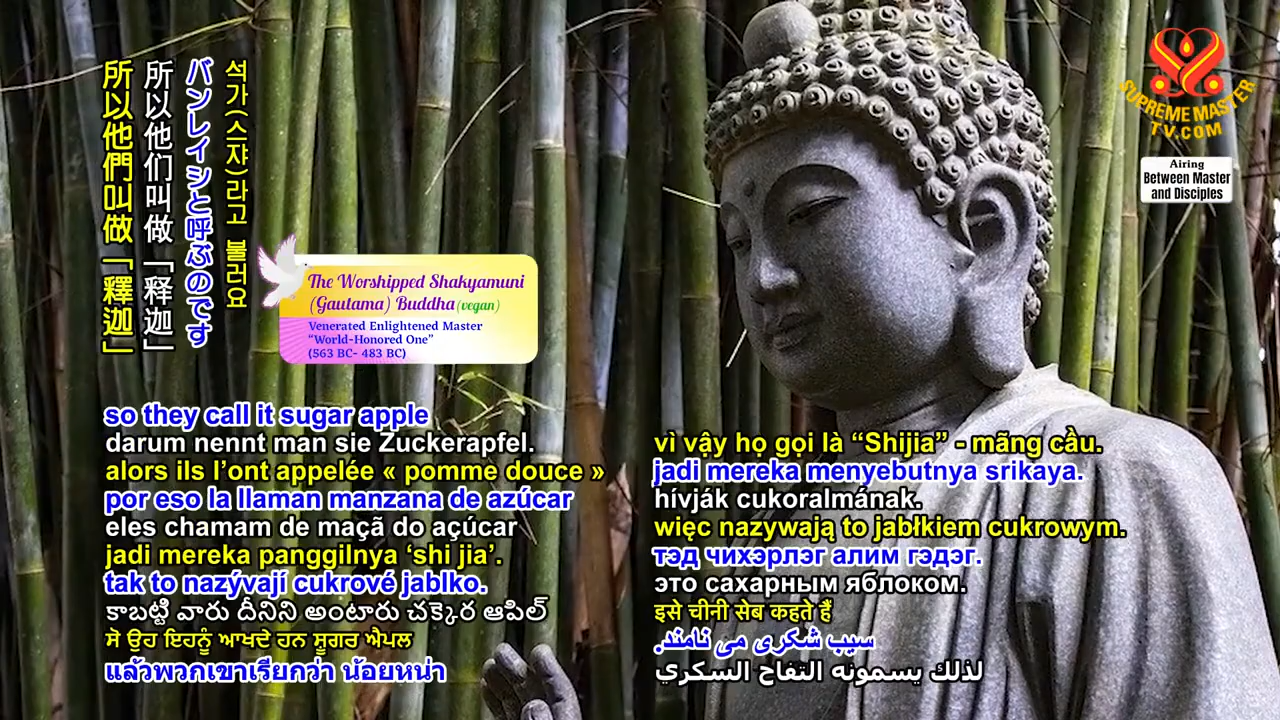 所以他們叫做「釋迦」
所以他们叫做「释迦」
バンレイシと呼ぶのです
석가(스쟈)라고 불러요
SUPREME MASTER
TV.COM
Airing
Between Master
and Disciples
The Worshipped Shakyamuni
(Gautama) Buddha (vegan)
Venerated Enlightened Master
“World-Honored One”
(563 BC- 483 BC)
so they call it sugar apple
darum nennt man sie Zuckerapfel.
alors ils l’ont appelée « pomme douce »
por eso la llaman manzana de azúcar
eles chamam de maçã do açúcar
jadi mereka panggilnya ‘shi jia’.
tak to nazývají cukrové jablko.
కాబట్టి వారు దీనిని అంటారు చక్కెర ఆపిల్
ਸੋ ਉਹ ਇਹਨੂੰ ਆਖਦੇ ਹਨ ਸ਼ੂਗਰ ਐਪਲ
แล้วพวกเขาเรียกว่า น้อยหน่า
vì vậy họ gọi là “Shijia” - mãng cầu.
jadi mereka menyebutnya srikaya.
hívják cukoralmának.
więc nazywają to jabłkiem cukrowym.
тэд чихэрлэг алим гэдэг.
это сахарным яблоком.
इसे चीनी सेब कहते हैं
سیب شکری می نامند.
لذلك يسمونه التفاح السكري